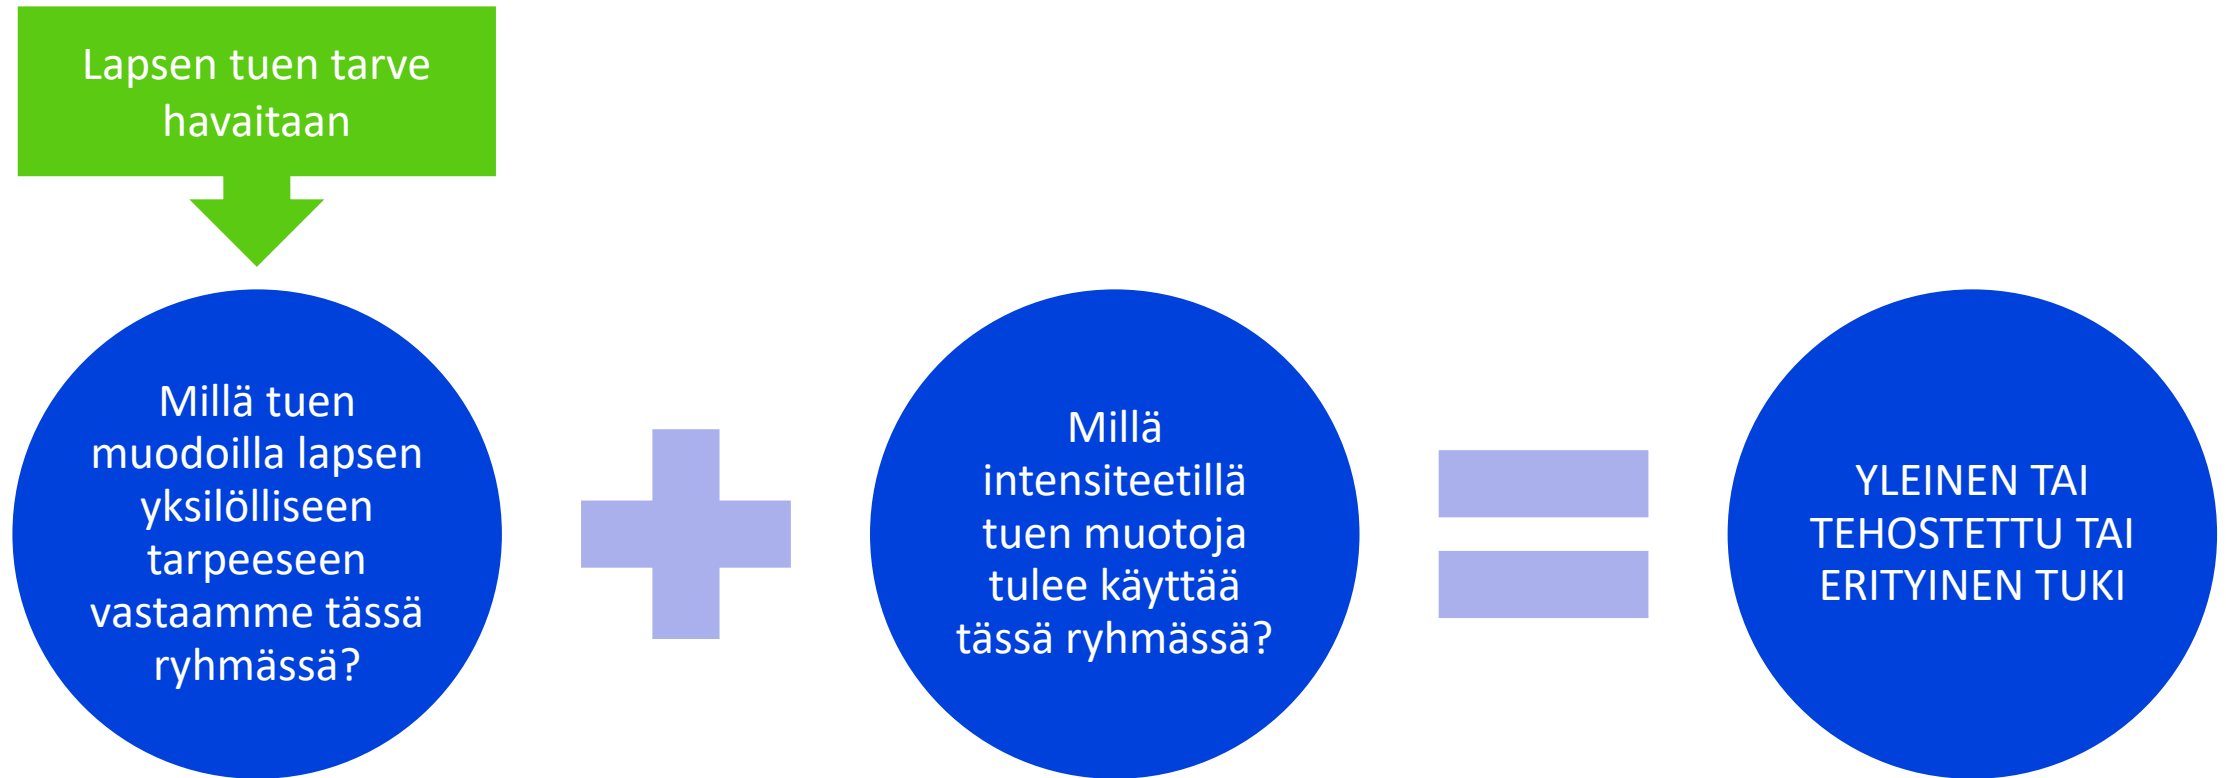 Lapsen tuen tarve
havaitaan
Millä tuen
muodoilla lapsen
yksilölliseen
tarpeeseen
vastaamme tässä
ryhmässä?
Millä
intensiteetillä
tuen muotoja
tulee käyttää
tässä ryhmässä?
YLEINEN TAI
TEHOSTETTU TAI
ERITYINEN TUKI